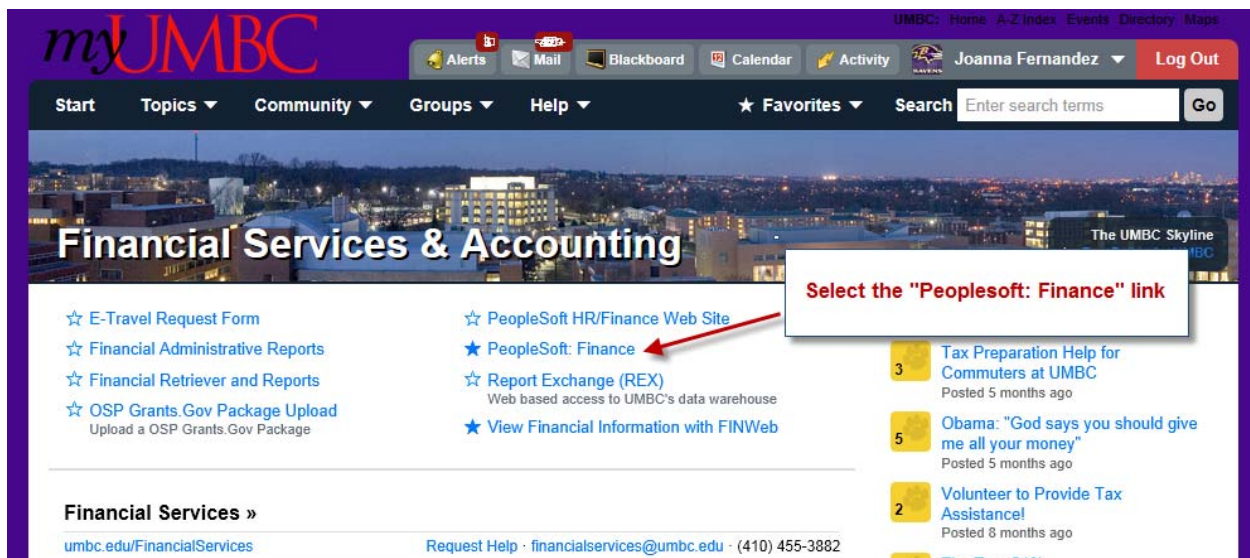 UMBC: Home A-Z Index Events Directory Maps
myUMBC
Alerts Mail Blackboard 12 Calendar Activity RAVENS Joanna Fernandez Log Out
Start Topics Community Groups Help ★ Favorites Search Enter search terms Go
Financial Services & Accounting
The UMBC Skyline
Select the "Peoplesoft: Finance" link
☆ E-Travel Request Form
☆ Financial Administrative Reports
☆ Financial Retriever and Reports
☆ OSP Grants.Gov Package Upload
Upload a OSP Grants.Gov Package
☆ PeopleSoft HR/Finance Web Site
★ PeopleSoft: Finance
☆ Report Exchange (REX)
Web based access to UMBC's data warehouse
★ View Financial Information with FINWeb
3 Tax Preparation Help for
Commuters at UMBC
Posted 5 months ago
5 Obama: "God says you should give
me all your money"
Posted 5 months ago
2 Volunteer to Provide Tax
Assistance!
Posted 8 months ago
Financial Services »
umbc.edu/FinancialServices Request Help · financialservices@umbc.edu · (410) 455-3882